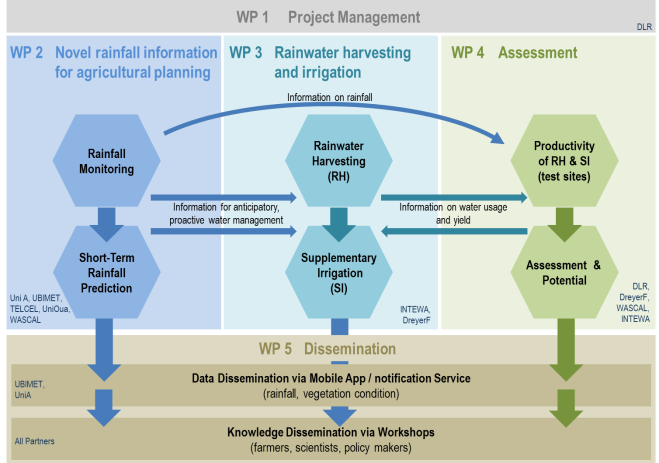 WP 1 Project Management
DLR
WP 2 Novel rainfall information
for agricultural planning
WP 3 Rainwater harvesting
and irrigation
WP 4 Assessment
Information on rainfall
Rainfall
Monitoring
Rainwater
Harvesting
(RH)
Productivity
of RH & SI
(test sites)
Information for anticipatory,
proactive water management
Information on water usage
and yield
Short-Term
Rainfall
Prediction
Supplementary
Irrigation
(SI)
Assessment &
Potential
Uni A, UBIMET,
TELCEL, UniOua,
WASCAL
INTEWA,
DreyerF
DLR,
DreyerF,
WASCAL,
INTEWA
WP 5 Dissemination
UBIMET,
UniA
Data Dissemination via Mobile App / notification Service
(rainfall, vegetation condition)
All Partners
Knowledge Dissemination via Workshops
(farmers, scientists, policy makers)